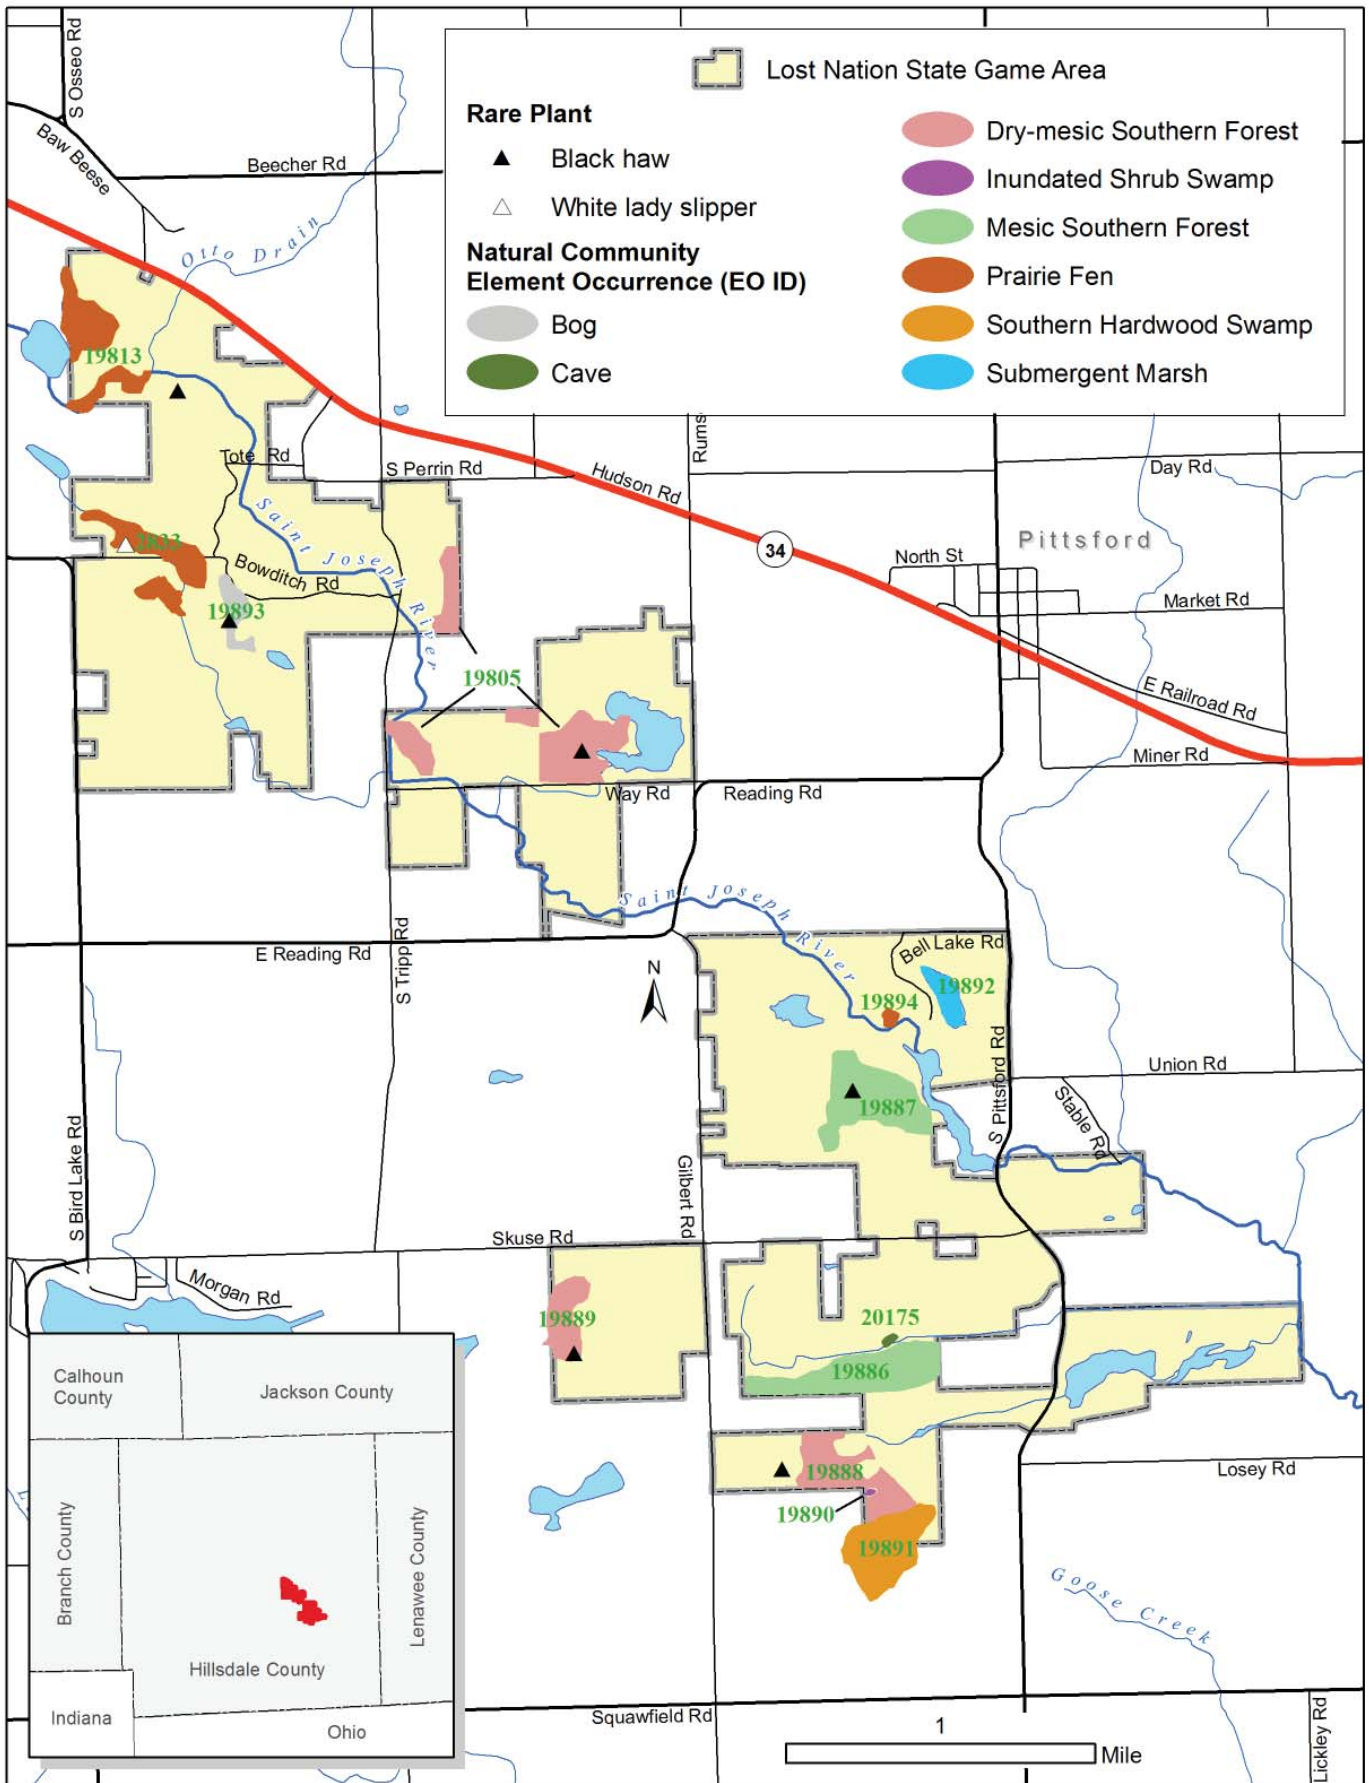 S Osseo Rd
Baw Beese
Beecher Rd
Otto Drain
Lost Nation State Game Area
Rare Plant
Black haw
White lady slipper
Natural Community
Element Occurrence (EO ID)
Bog
Cave
Dry-mesic Southern Forest
Inundated Shrub Swamp
Mesic Southern Forest
Prairie Fen
Southern Hardwood Swamp
Submergent Marsh
19813
Tote Rd
S Perrin Rd
Hudson Rd
Rums
Day Rd
34
Pittsford
North St
Market Rd
E Railroad Rd
Miner Rd
Saint Joseph River
2833
Bowditch Rd
19893
19805
Way Rd
Reading Rd
Saint Joseph River
E Reading Rd
S Tripp Rd
N
Bell Lake Rd
19892
19894
S Pittsford Rd
Union Rd
Stable Rd
19887
S Bird Lake Rd
Gilbert Rd
Skuse Rd
Morgan Rd
19889
20175
19886
19888
19890
19891
Losey Rd
Goose Creek
Calhoun
County
Jackson County
Branch County
Lenawee County
Hillsdale County
Indiana
Ohio
Squawfield Rd
1
Mile
Lickley Rd